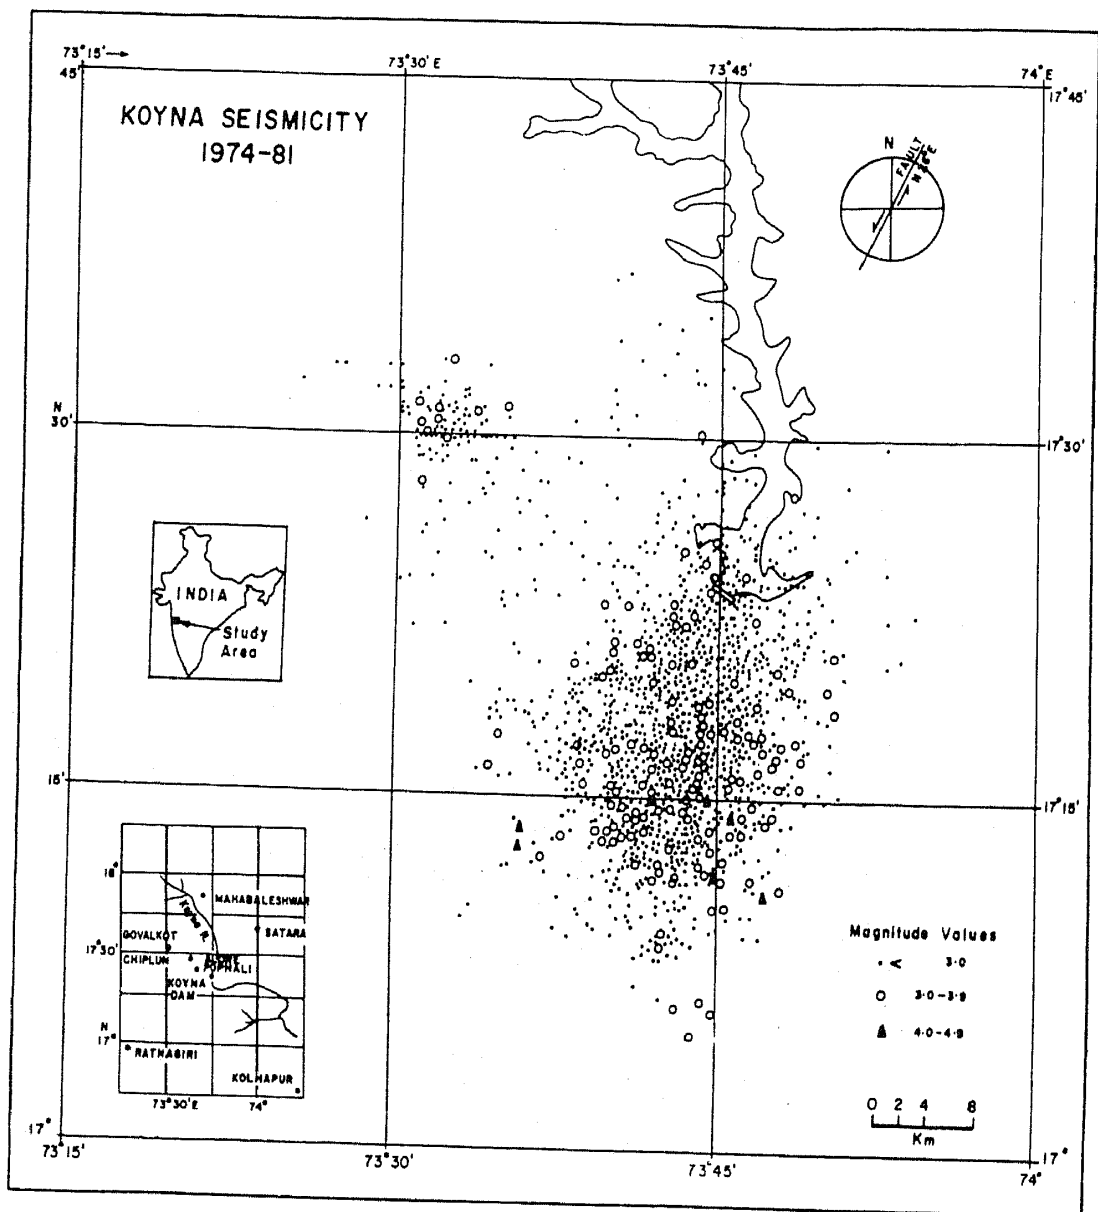 73°15'→
45'
73°30' E
73°45'
74°E
17°45'
KOYNA SEISMICITY
1974-81
N
FAULT
N
30'
17°30'
INDIA
Study
Area
15'
17°15'
18°
MAHABALESHWAR
Koyna R.
GOVALKOT
SATARA
17°30'
CHIPLUN
POPHALI
KOYNA
DAM
N
17°
RATNAGIRI
KOLHAPUR
73°30'E
74°
Magnitude Values
< 3.0
3.0-3.9
4.0-4.9
0 2 4 8
Km
17°
73°15'
73°30'
73°45'
74°
17°